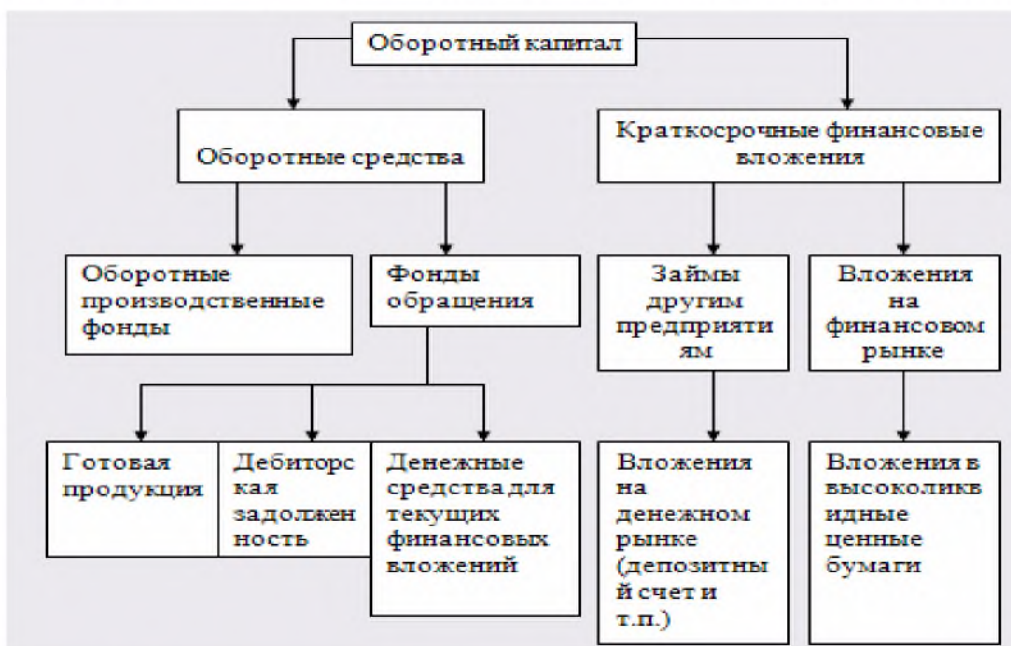 Оборотный капитал
Оборотные средства
Краткосрочные финансовые
вложения
Оборотные
производственные
фонды
Фонды
обращения
Займы
другим
предприяти
ям
Вложения
на
финансовом
рынке
Готовая
продукция
Дебиторс
кая
задолжен
ность
Денежные
средства для
текущих
финансовых
вложений
Вложения
на
денежном
рынке
(депозитны
й счет и
т.п.)
Вложения в
высоколикв
идные
ценные
бумаги